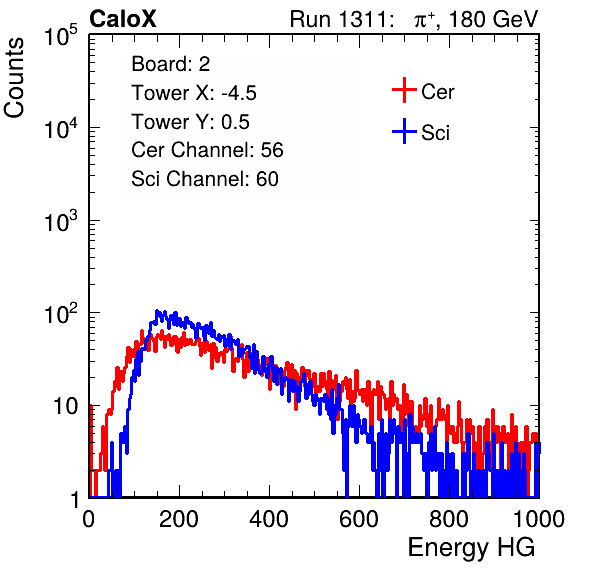 CaloX Run 1311: π⁺, 180 GeV
Counts
Board: 2
Tower X: -4.5
Tower Y: 0.5
Cer Channel: 56
Sci Channel: 60
Cer
Sci
10⁵
10⁴
10³
10²
10
1
0 200 400 600 800 1000
Energy HG